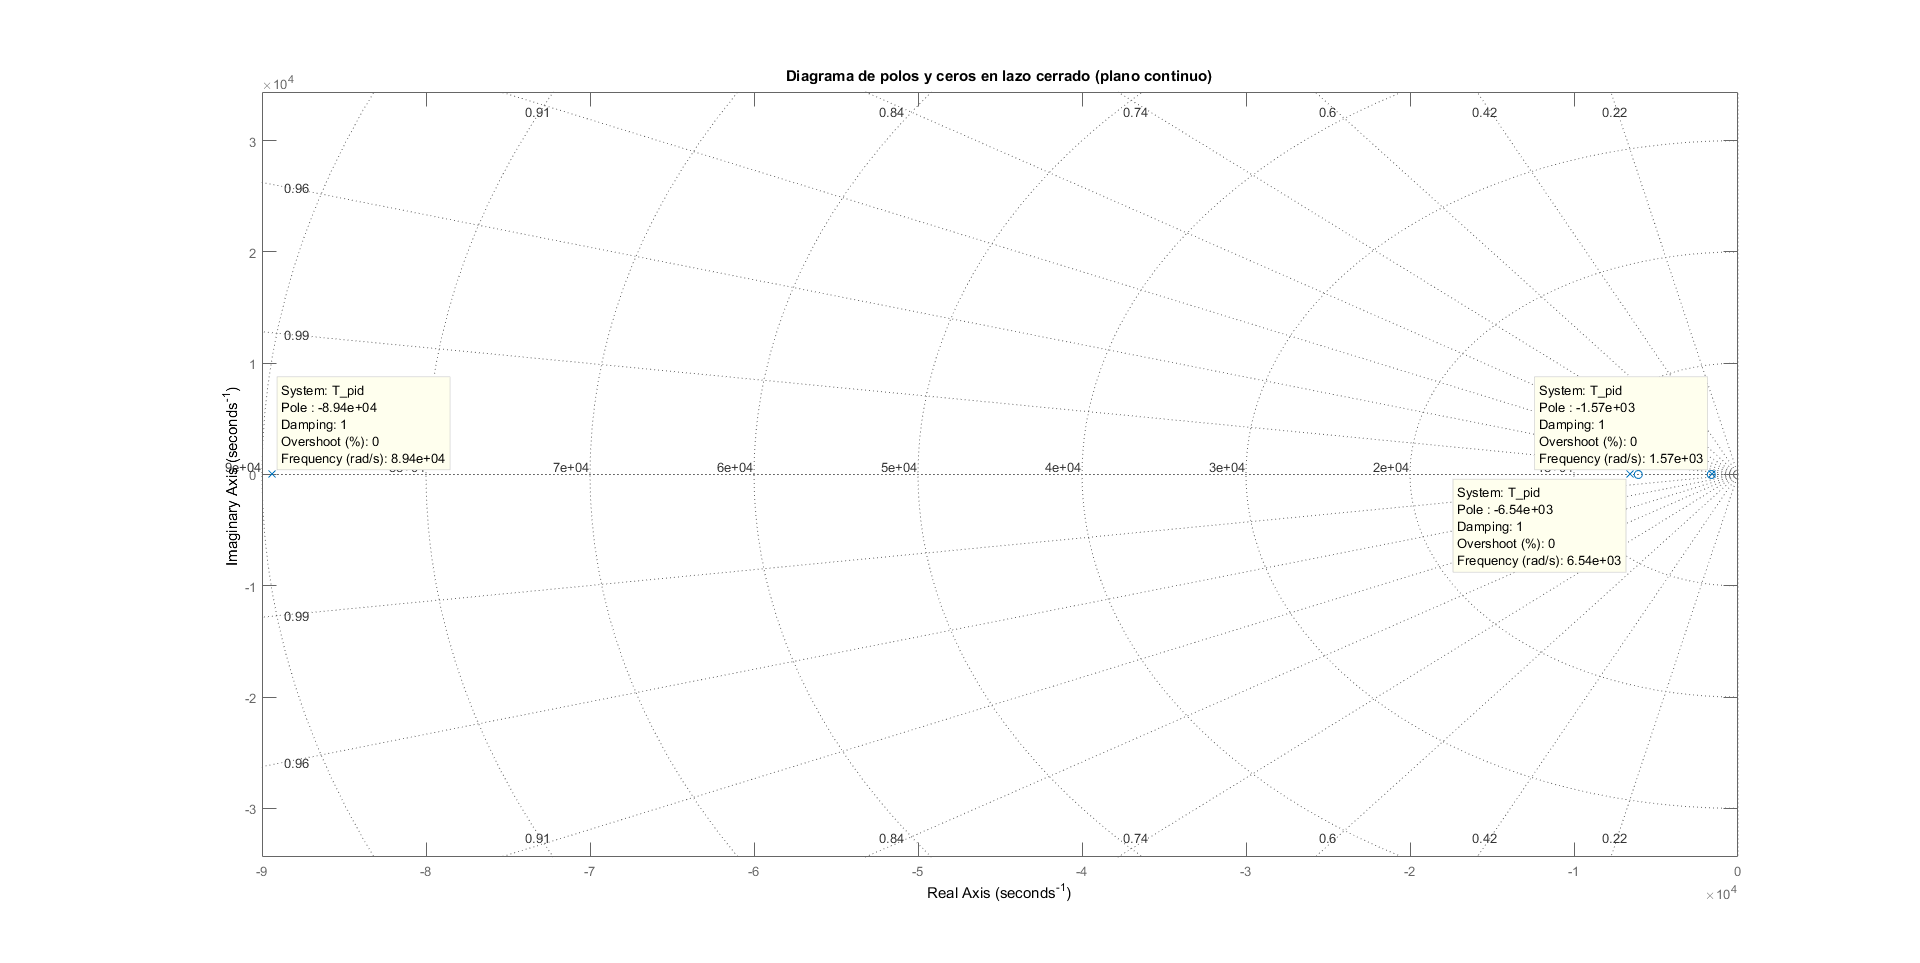 Diagrama de polos y ceros en lazo cerrado (plano continuo)
×10^4
0.91 0.84 0.74 0.6 0.42 0.22
3
0.96
2
0.99
1
System: T_pid
Pole : -8.94e+04
Damping: 1
Overshoot (%): 0
Frequency (rad/s): 8.94e+04
System: T_pid
Pole : -1.57e+03
Damping: 1
Overshoot (%): 0
Frequency (rad/s): 1.57e+03
7e+04 6e+04 5e+04 4e+04 3e+04 2e+04
0
System: T_pid
Pole : -6.54e+03
Damping: 1
Overshoot (%): 0
Frequency (rad/s): 6.54e+03
Imaginary Axis (seconds^-1)
-1
0.99
-2
0.96
-3
0.91 0.84 0.74 0.6 0.42 0.22
-9 -8 -7 -6 -5 -4 -3 -2 -1 0
Real Axis (seconds^-1)
×10^4